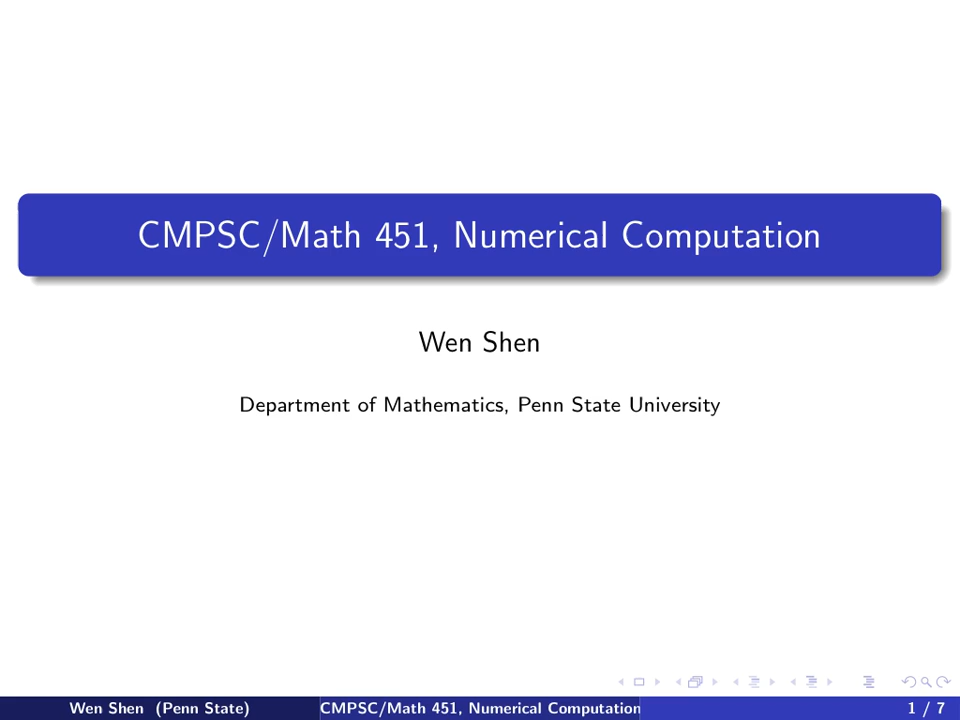 CMPSC/Math 451, Numerical Computation
Wen Shen
Department of Mathematics, Penn State University
Wen Shen (Penn State)
CMPSC/Math 451, Numerical Computation
1 / 7